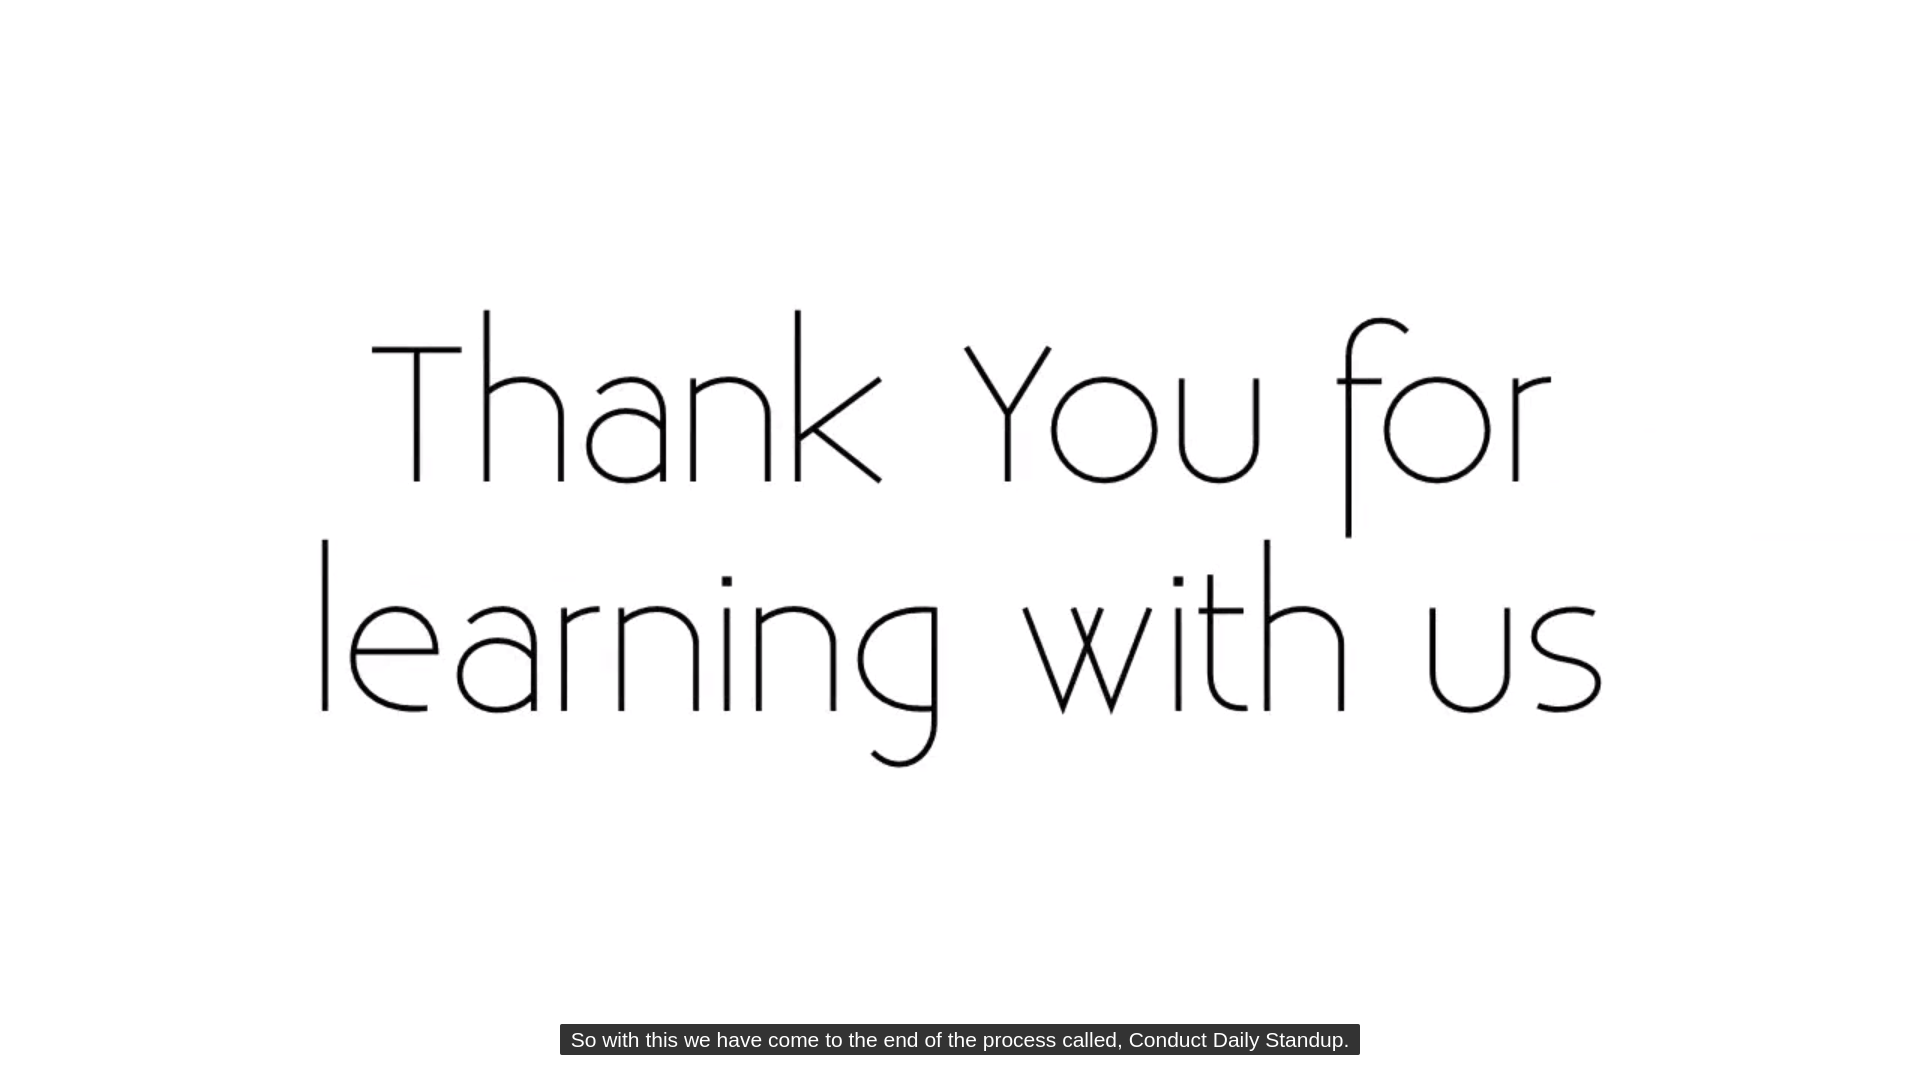 Thank You for
learning with us
So with this we have come to the end of the process called, Conduct Daily Standup.